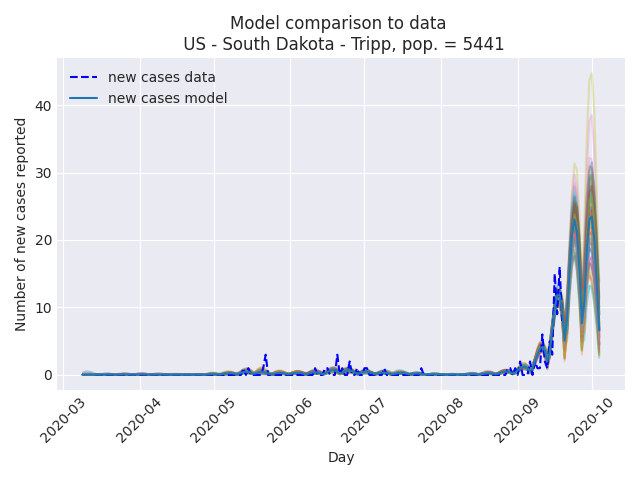 Model comparison to data
US - South Dakota - Tripp, pop. = 5441
new cases data
new cases model
Number of new cases reported
40
30
20
10
0
2020-03
2020-04
2020-05
2020-06
2020-07
2020-08
2020-09
2020-10
Day